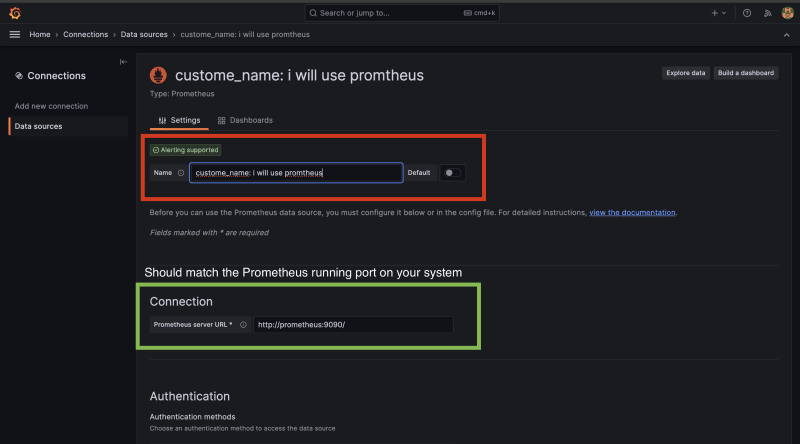 Search or jump to...
cmd+k
Home > Connections > Data sources > custome_name: i will use promtheus
Connections
Add new connection
Data sources
custome_name: i will use promtheus
Type: Prometheus
Explore data
Build a dashboard
Settings
Dashboards
Alerting supported
Name
custome_name: i will use promtheus
Default
Before you can use the Prometheus data source, you must configure it below or in the config file. For detailed instructions, view the documentation.
Fields marked with * are required
Should match the Prometheus running port on your system
Connection
Prometheus server URL *
http://prometheus:9090/
Authentication
Authentication methods
Choose an authentication method to access the data source